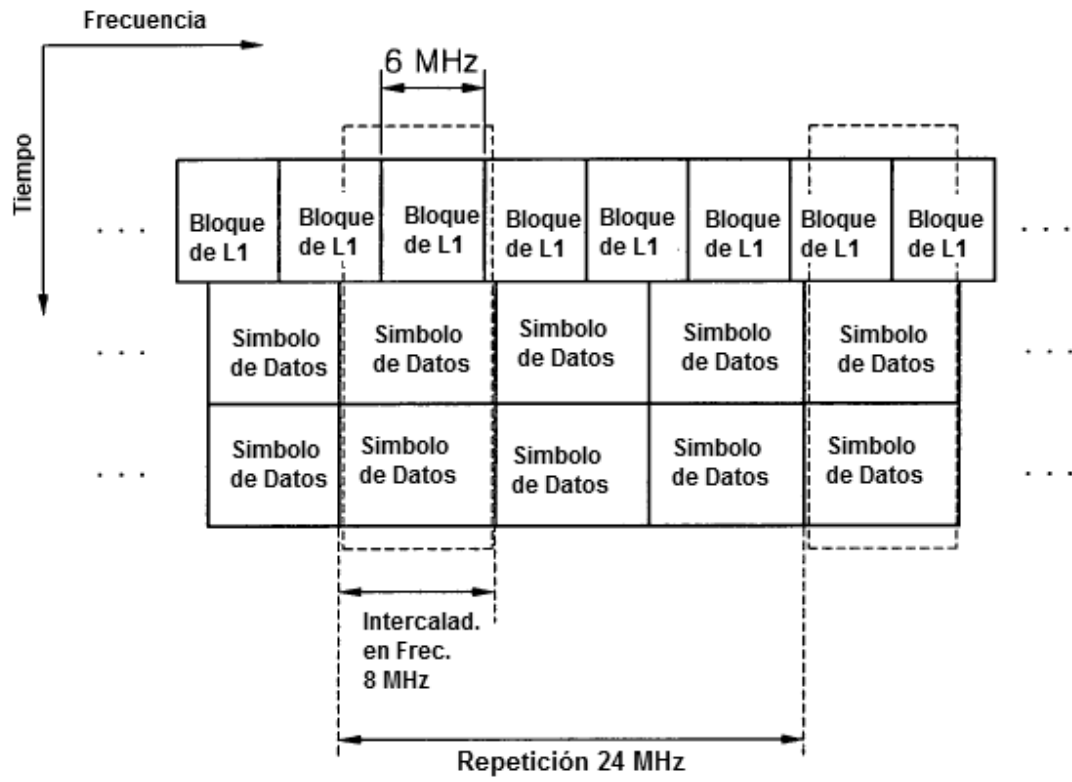 Frecuencia
6 MHz
Tiempo
. . . Bloque de L1 Bloque de L1 Bloque de L1 Bloque de L1 Bloque de L1 Bloque de L1 Bloque de L1 Bloque de L1 . . .
. . . Simbolo de Datos Simbolo de Datos Simbolo de Datos Simbolo de Datos Simbolo de Datos . . .
. . . Simbolo de Datos Simbolo de Datos Simbolo de Datos Simbolo de Datos Simbolo de Datos . . .
Intercalad.
en Frec.
8 MHz
Repetición 24 MHz